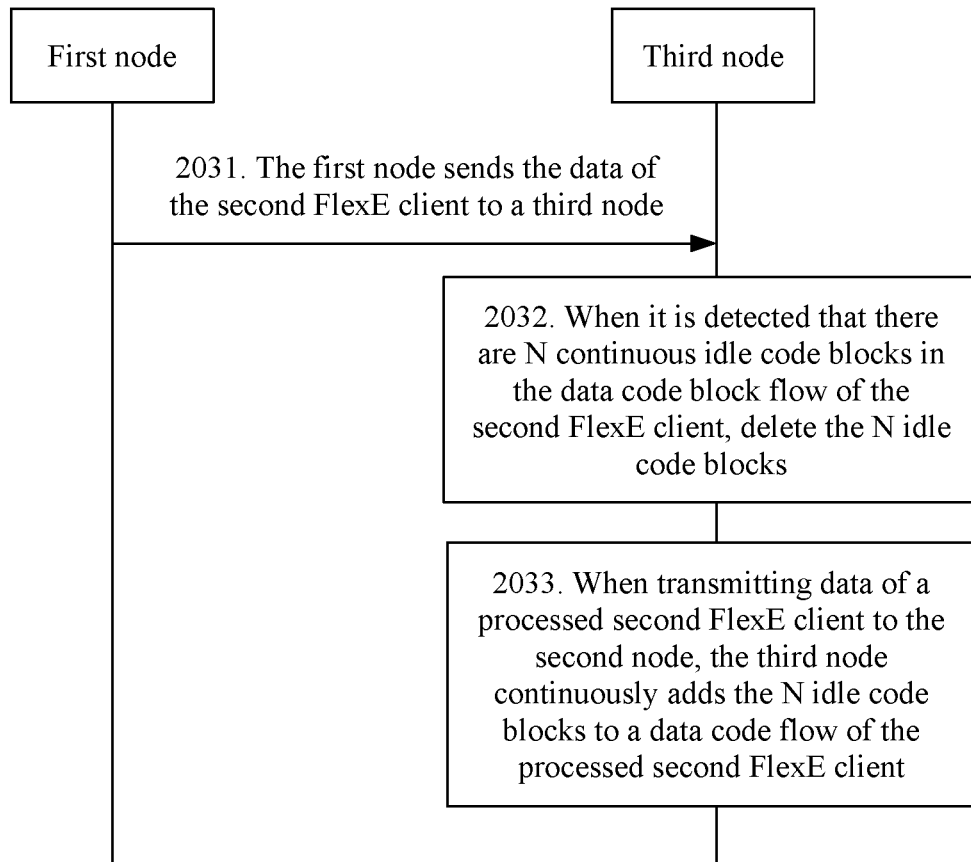 First node
Third node
2031. The first node sends the data of
the second FlexE client to a third node
2032. When it is detected that there
are N continuous idle code blocks in
the data code block flow of the
second FlexE client, delete the N idle
code blocks
2033. When transmitting data of a
processed second FlexE client to the
second node, the third node
continuously adds the N idle code
blocks to a data code flow of the
processed second FlexE client